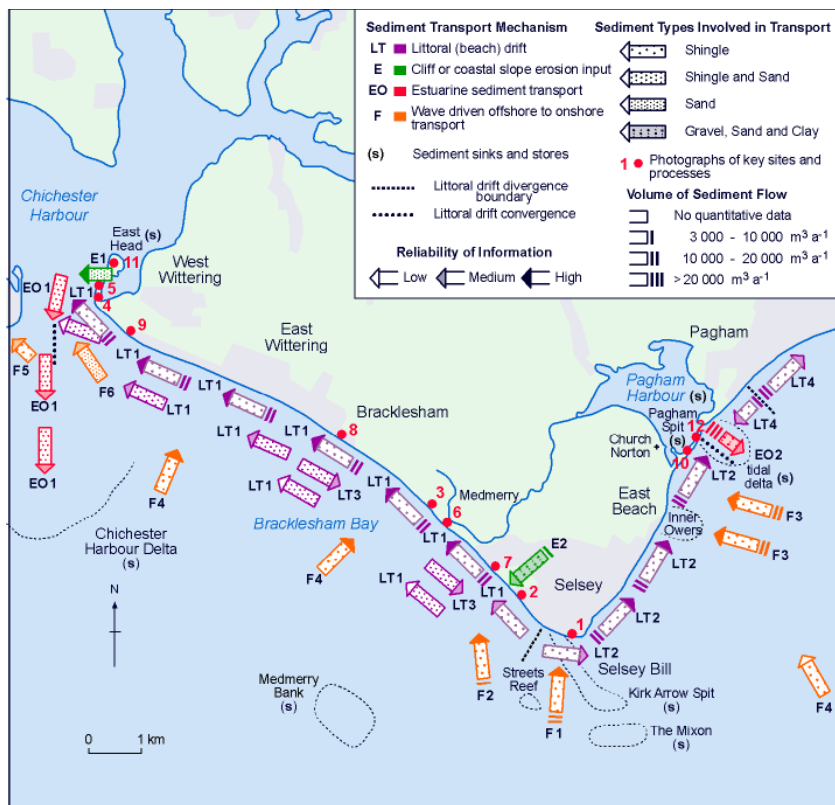 Sediment Transport Mechanism
LT Littoral (beach) drift
E Cliff or coastal slope erosion input
EO Estuarine sediment transport
F Wave driven offshore to onshore
transport
(s) Sediment sinks and stores
Littoral drift divergence
boundary
Littoral drift convergence
Reliability of Information
Low Medium High
Sediment Types Involved in Transport
Shingle
Shingle and Sand
Sand
Gravel, Sand and Clay
1 Photographs of key sites and
processes
Volume of Sediment Flow
No quantitative data
3 000 - 10 000 m³ a⁻¹
10 000 - 20 000 m³ a⁻¹
>20 000 m³ a⁻¹
Chichester
Harbour
East
Head (s)
E1
11
West
Wittering
EO1
LT1
5
4
9
East
Wittering
Pagham
F5
F6
LT1
LT1
LT1
EO1
EO1
Bracklesham
8
LT1
LT1
LT1
LT3
LT1
Pagham
Harbour (s)
Pagham
Spit
(s)
12
LT4
LT4
Church
Norton
10
EO2
tidal
delta (s)
LT2
East
Beach
F4
Chichester
Harbour Delta
(s)
Bracklesham Bay
3
Medmerry
6
Inner
Owers
F3
F3
N
F4
LT1
LT1
LT3
7
E2
LT1
2
Selsey
LT2
LT2
1
LT2
Selsey Bill
Streets
Reef
Medmerry
Bank
(s)
F2
F1
Kirk Arrow Spit
(s)
The Mixon
(s)
F4
0 1 km